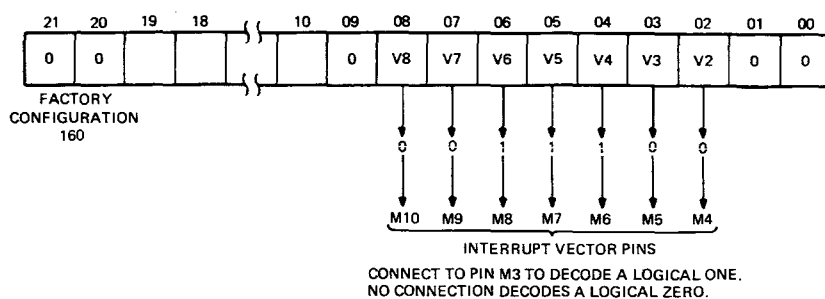 21 20 19 18 10 09 08 07 06 05 04 03 02 01 00
0 0 0 V8 V7 V6 V5 V4 V3 V2 0 0
FACTORY
CONFIGURATION
160
0 0 1 1 1 0 0
M10 M9 M8 M7 M6 M5 M4
INTERRUPT VECTOR PINS
CONNECT TO PIN M3 TO DECODE A LOGICAL ONE.
NO CONNECTION DECODES A LOGICAL ZERO.